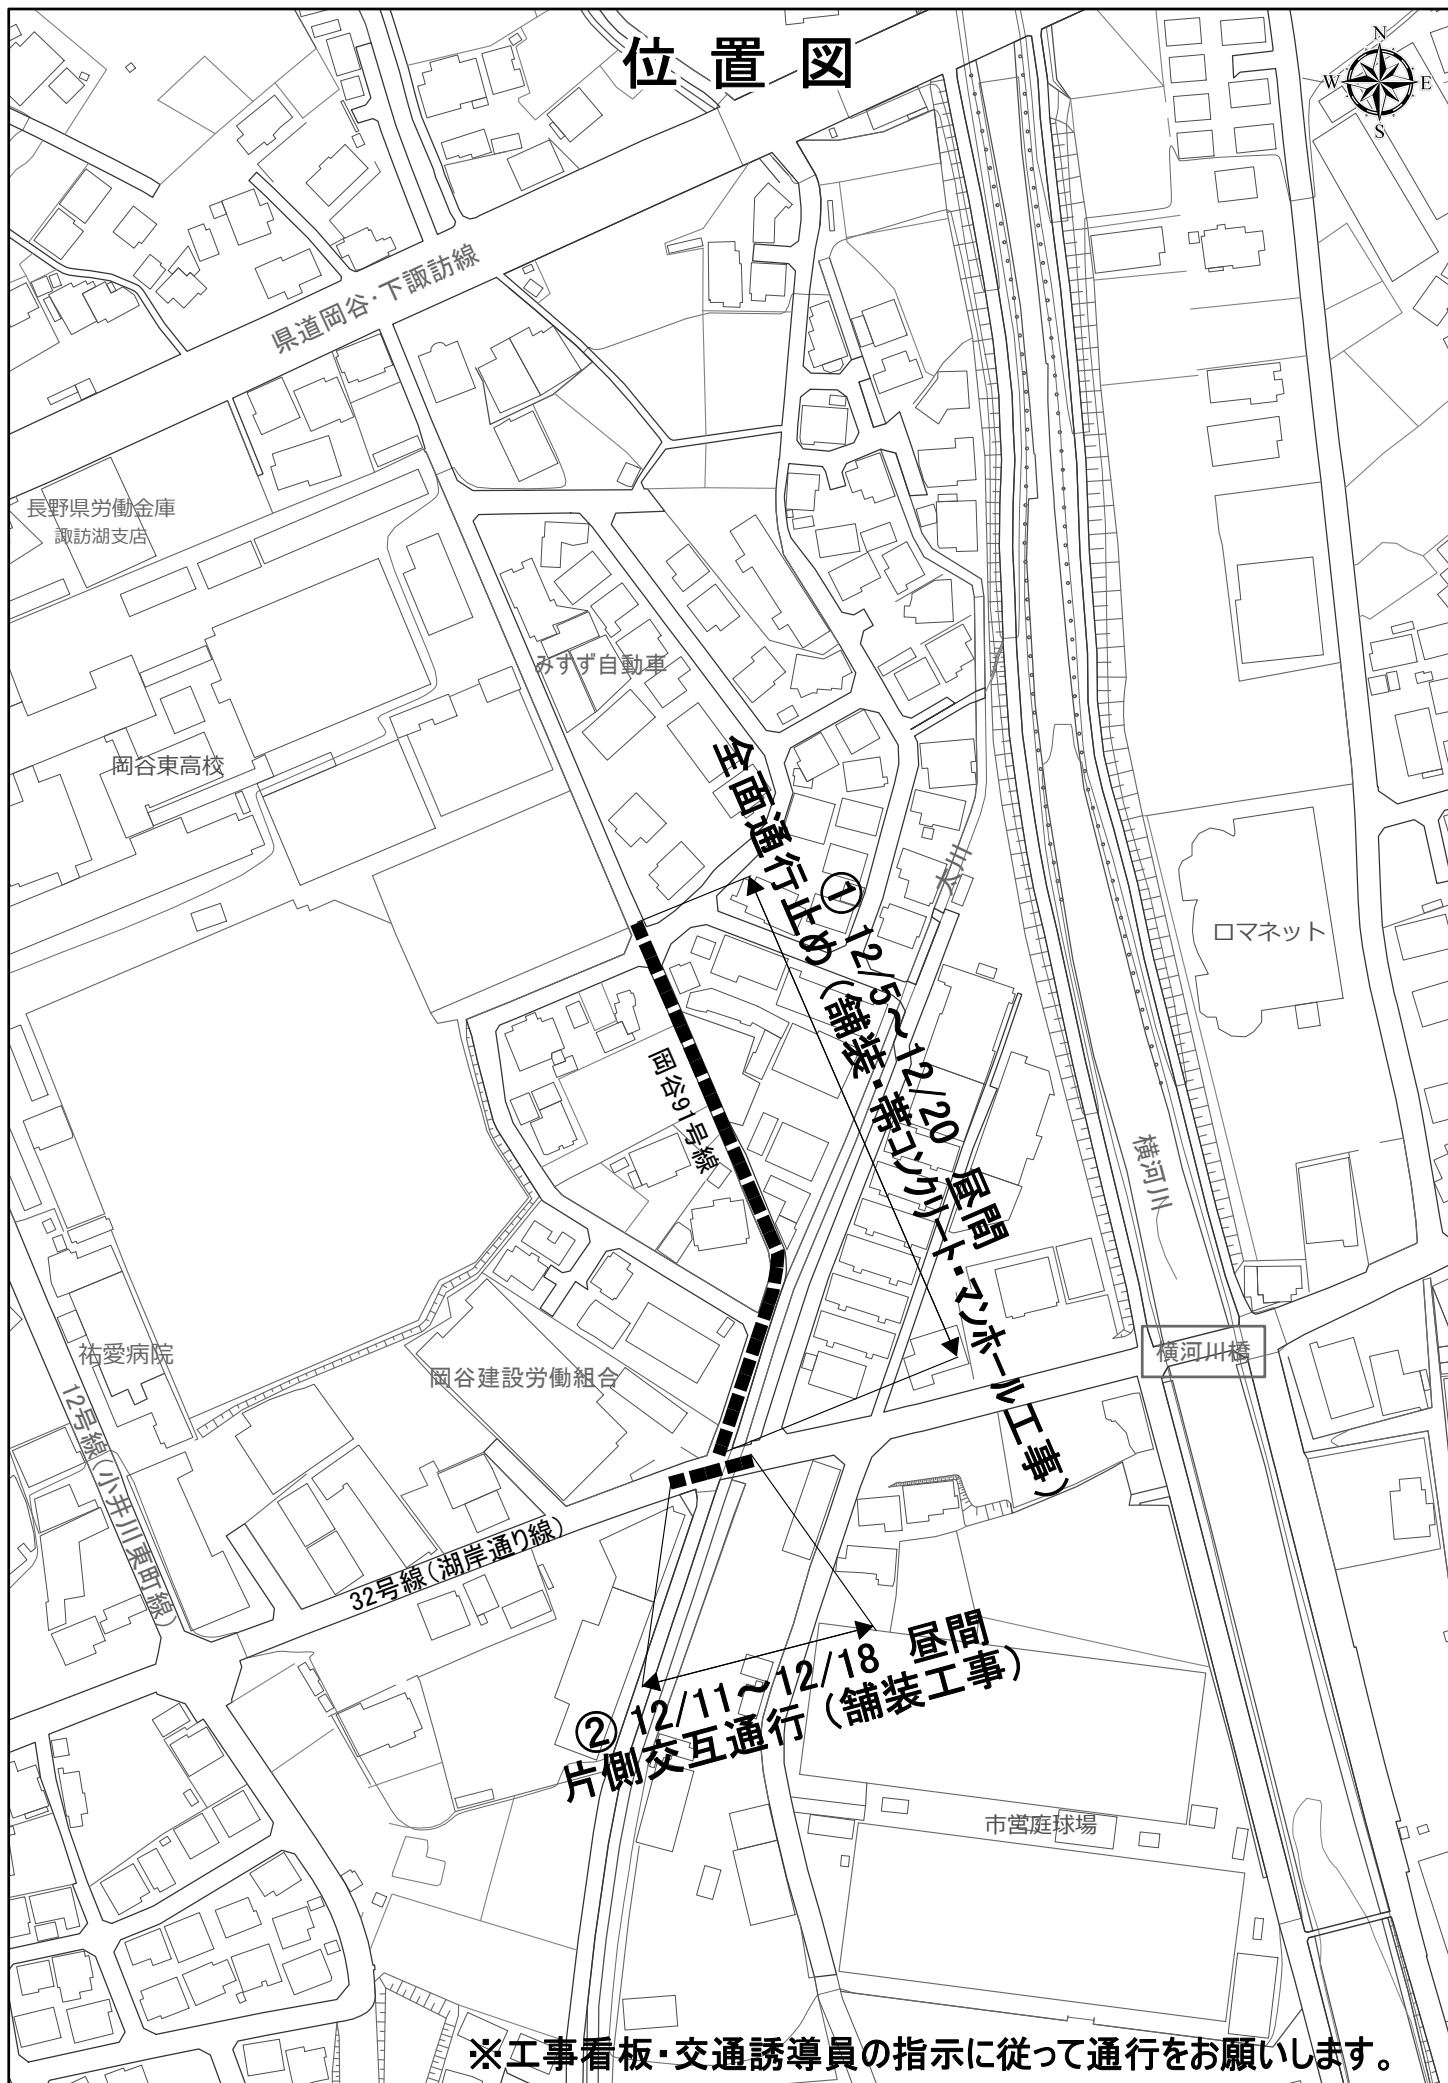 位置図
N
W
E
S
県道岡谷・下諏訪線
長野県労働金庫
諏訪湖支店
みすず自動車
岡谷東高校
大川
ロマネット
① 12/5～12/20 昼間
全面通行止め（舗装・帯コンクリート・マンホール工事）
岡谷91号線
横河川
横河川橋
祐愛病院
岡谷建設労働組合
12号線(小井川東町線)
32号線(湖岸通り線)
② 12/11～12/18 昼間
片側交互通行（舗装工事）
市営庭球場
※工事看板・交通誘導員の指示に従って通行をお願いします。